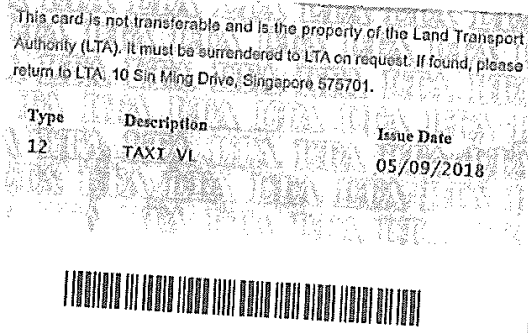 This card is not transferable and is the property of the Land Transport
Authority (LTA). It must be surrendered to LTA on request. If found, please
return to LTA, 10 Sin Ming Drive, Singapore 575701.
Type Description Issue Date
12 TAXI VL 05/09/2018